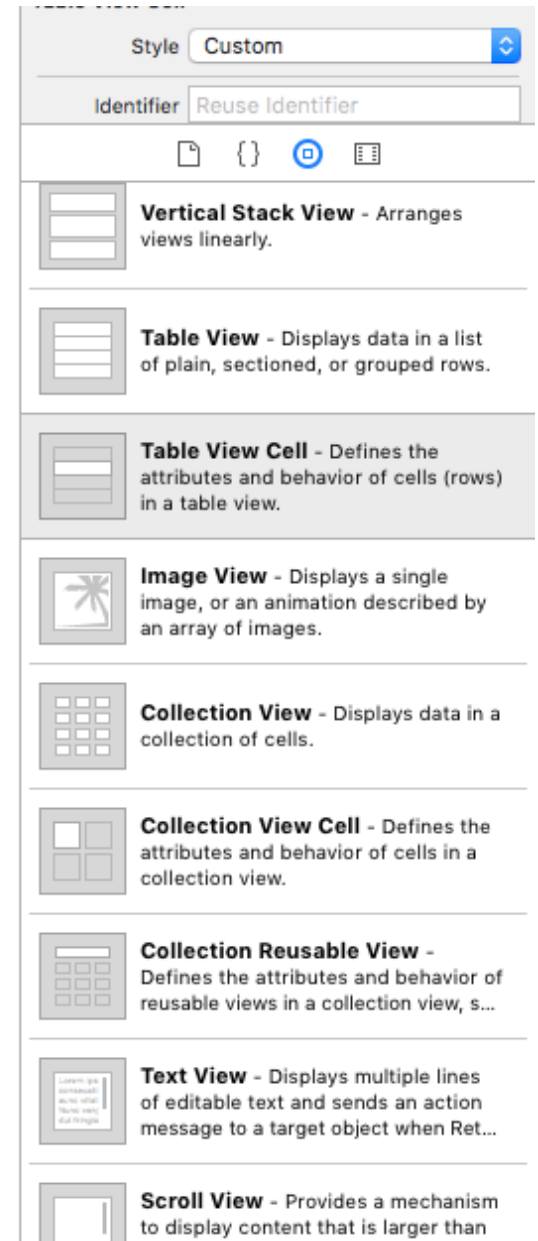 Table View Cell
Style Custom
Identifier Reuse Identifier
{}
Vertical Stack View - Arranges
views linearly.
Table View - Displays data in a list
of plain, sectioned, or grouped rows.
Table View Cell - Defines the
attributes and behavior of cells (rows)
in a table view.
Image View - Displays a single
image, or an animation described by
an array of images.
Collection View - Displays data in a
collection of cells.
Collection View Cell - Defines the
attributes and behavior of cells in a
collection view.
Collection Reusable View -
Defines the attributes and behavior of
reusable views in a collection view, s...
Text View - Displays multiple lines
of editable text and sends an action
message to a target object when Ret...
Scroll View - Provides a mechanism
to display content that is larger than